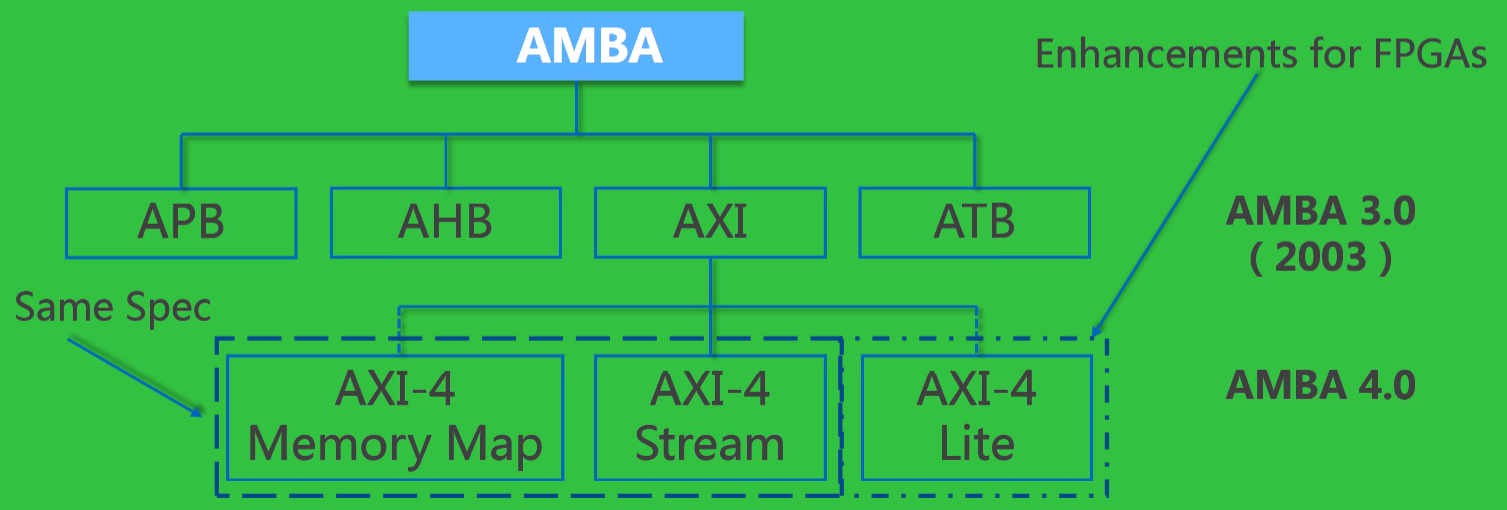 AMBA
Enhancements for FPGAs
APB
AHB
AXI
ATB
AMBA 3.0
( 2003 )
Same Spec
AXI-4
Memory Map
AXI-4
Stream
AXI-4
Lite
AMBA 4.0